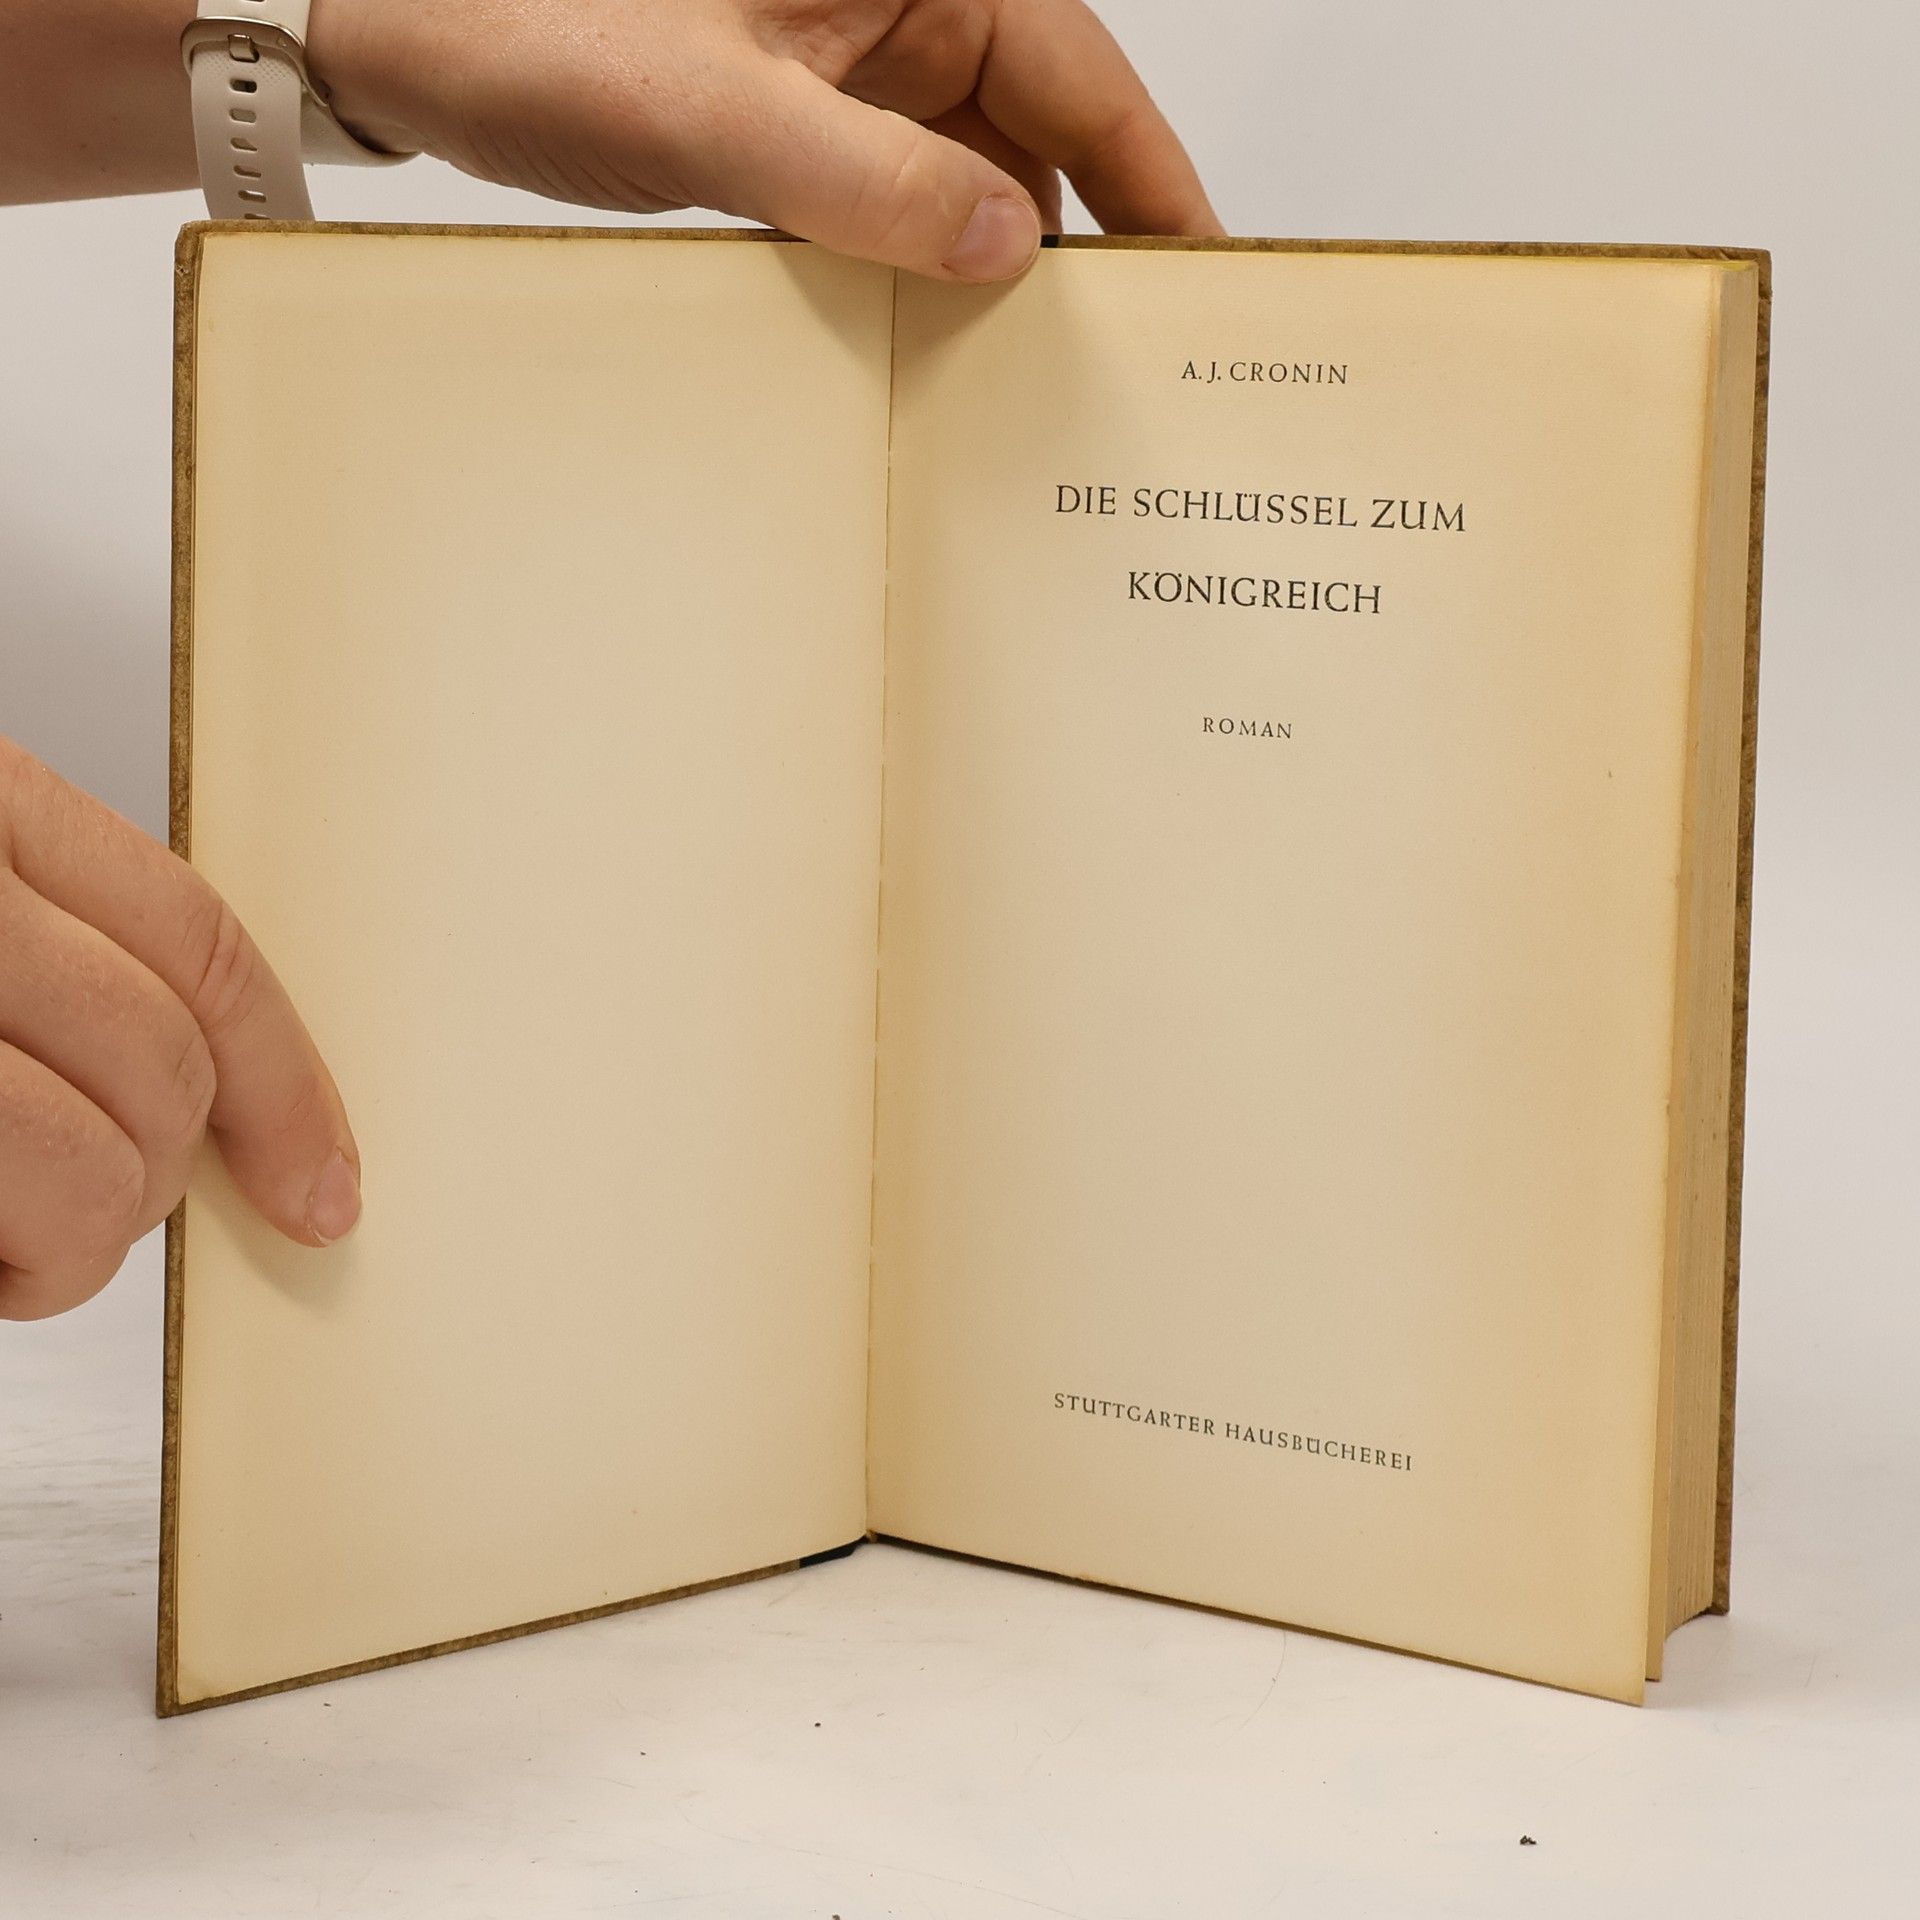 A. J. CRONIN
DIE SCHLÜSSEL ZUM
KÖNIGREICH
ROMAN
STUTTGARTER HAUSBÜCHEREI